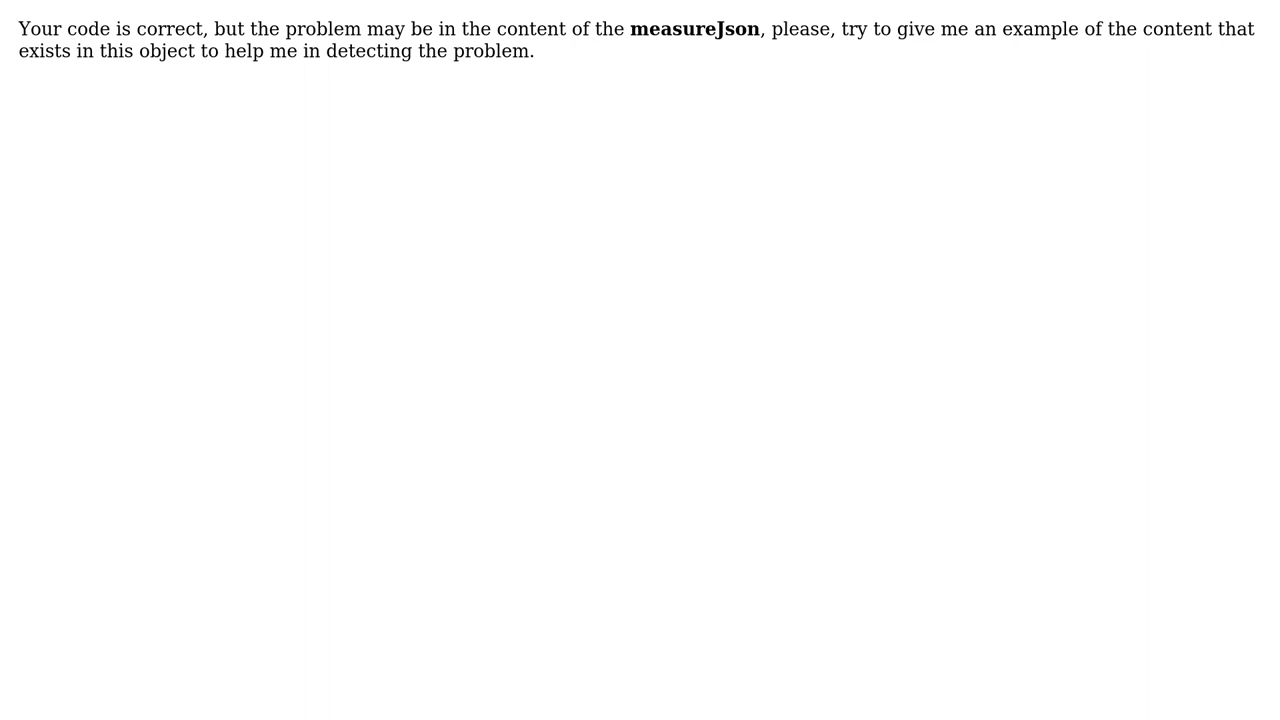 Your code is correct, but the problem may be in the content of the measureJson, please, try to give me an example of the content that
exists in this object to help me in detecting the problem.